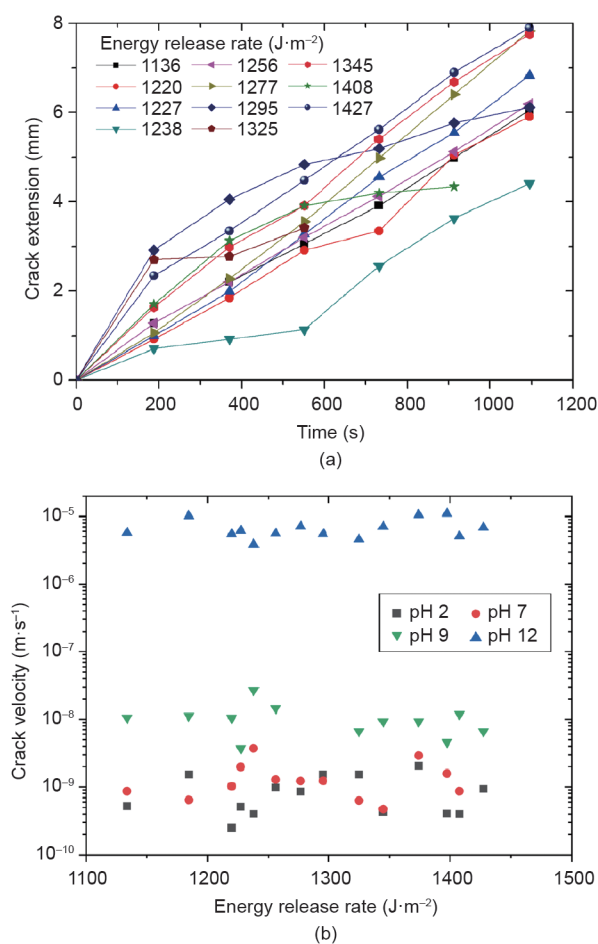 8
6
4
2
0
Crack extension (mm)
Energy release rate (J·m⁻²)
1136 1256 1345
1220 1277 1408
1227 1295 1427
1238 1325
0 200 400 600 800 1000 1200
Time (s)
(a)
10⁻⁵
10⁻⁶
10⁻⁷
10⁻⁸
10⁻⁹
10⁻¹⁰
Crack velocity (m·s⁻¹)
pH 2 pH 7
pH 9 pH 12
1100 1200 1300 1400 1500
Energy release rate (J·m⁻²)
(b)